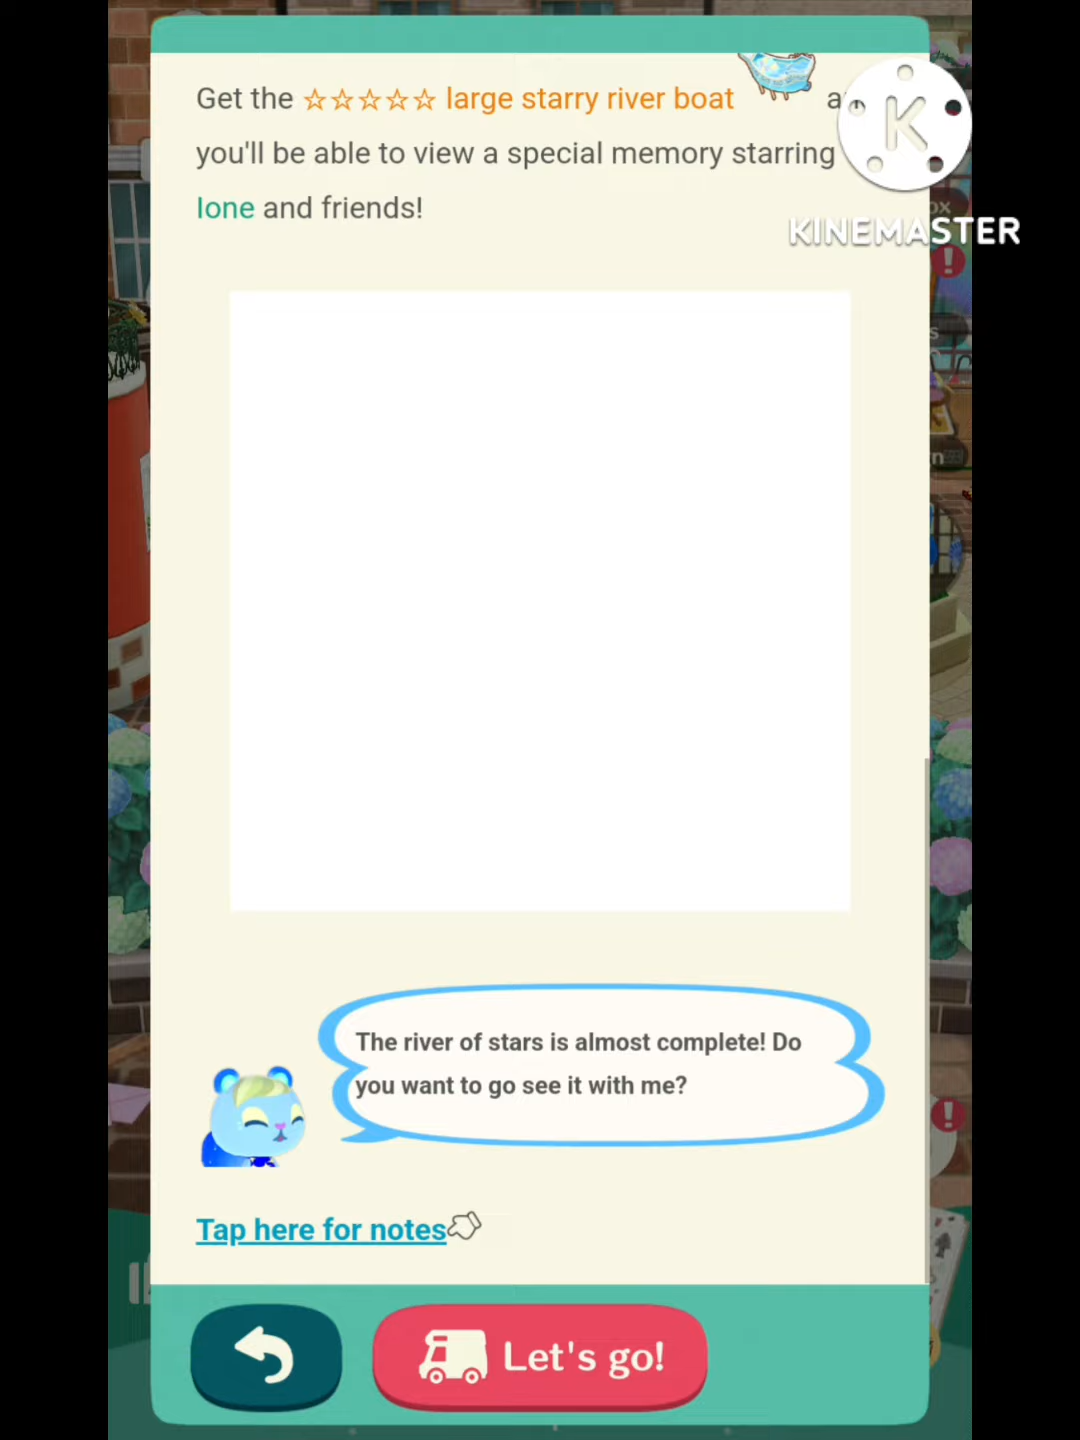 Get the ☆☆☆☆☆ large starry river boat
you'll be able to view a special memory starring
Ione and friends!
K
KINEMASTER
The river of stars is almost complete! Do
you want to go see it with me?
Tap here for notes
Let's go!